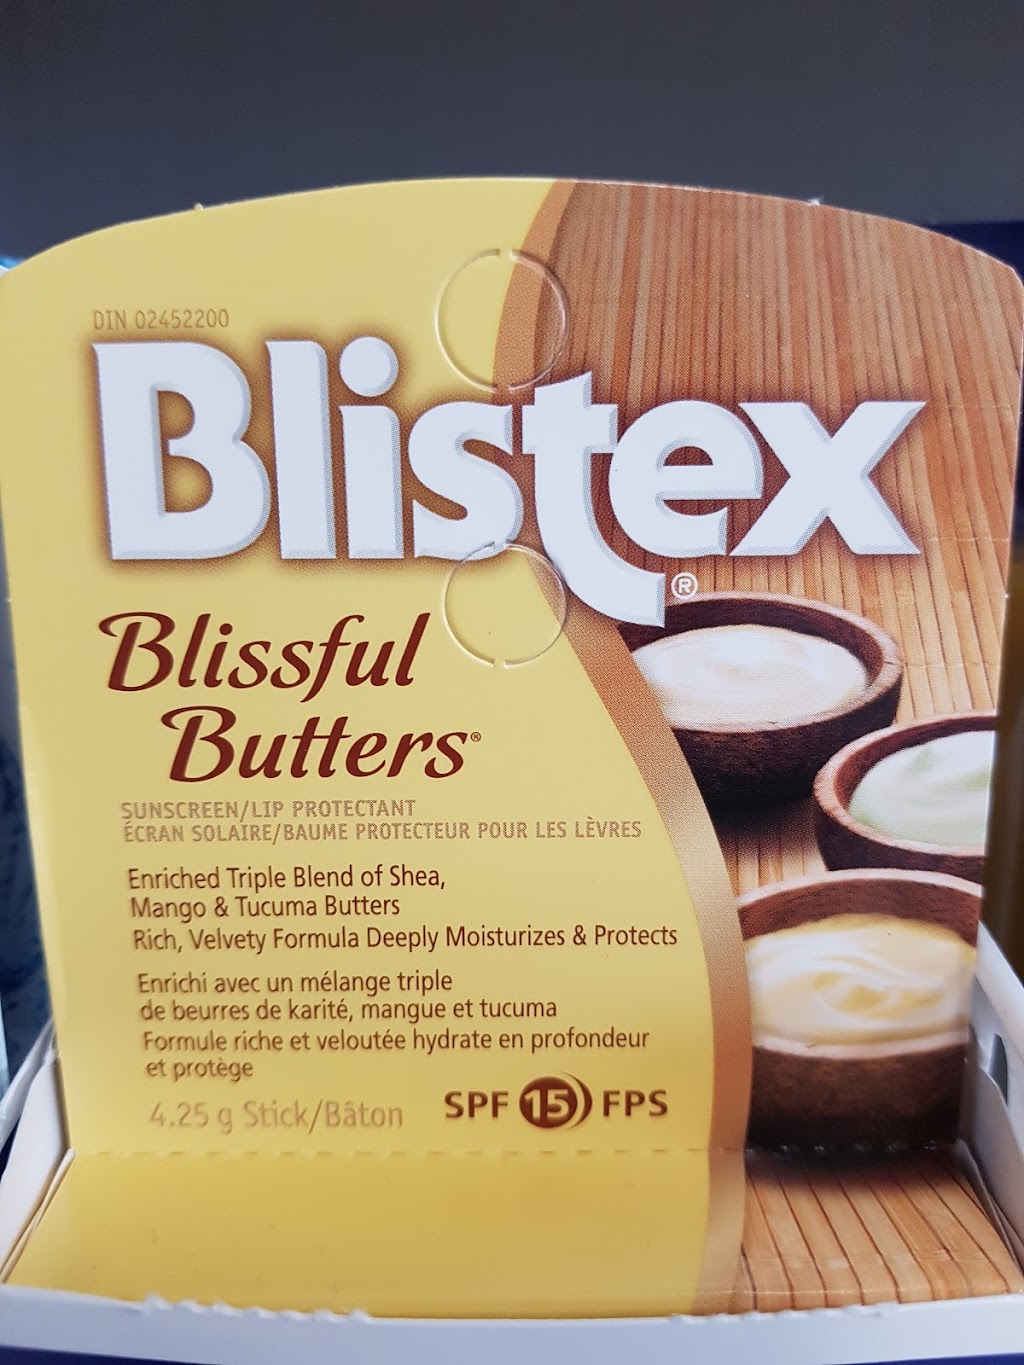 DIN 02452200
Blistex®
Blissful
Butters®
SUNSCREEN/LIP PROTECTANT
ÉCRAN SOLAIRE/BAUME PROTECTEUR POUR LES LÈVRES
Enriched Triple Blend of Shea,
Mango & Tucuma Butters
Rich, Velvety Formula Deeply Moisturizes & Protects
Enrichi avec un mélange triple
de beurres de karité, mangue et tucuma
Formule riche et veloutée hydrate en profondeur
et protège
4.25 g Stick/Bâton SPF 15 FPS